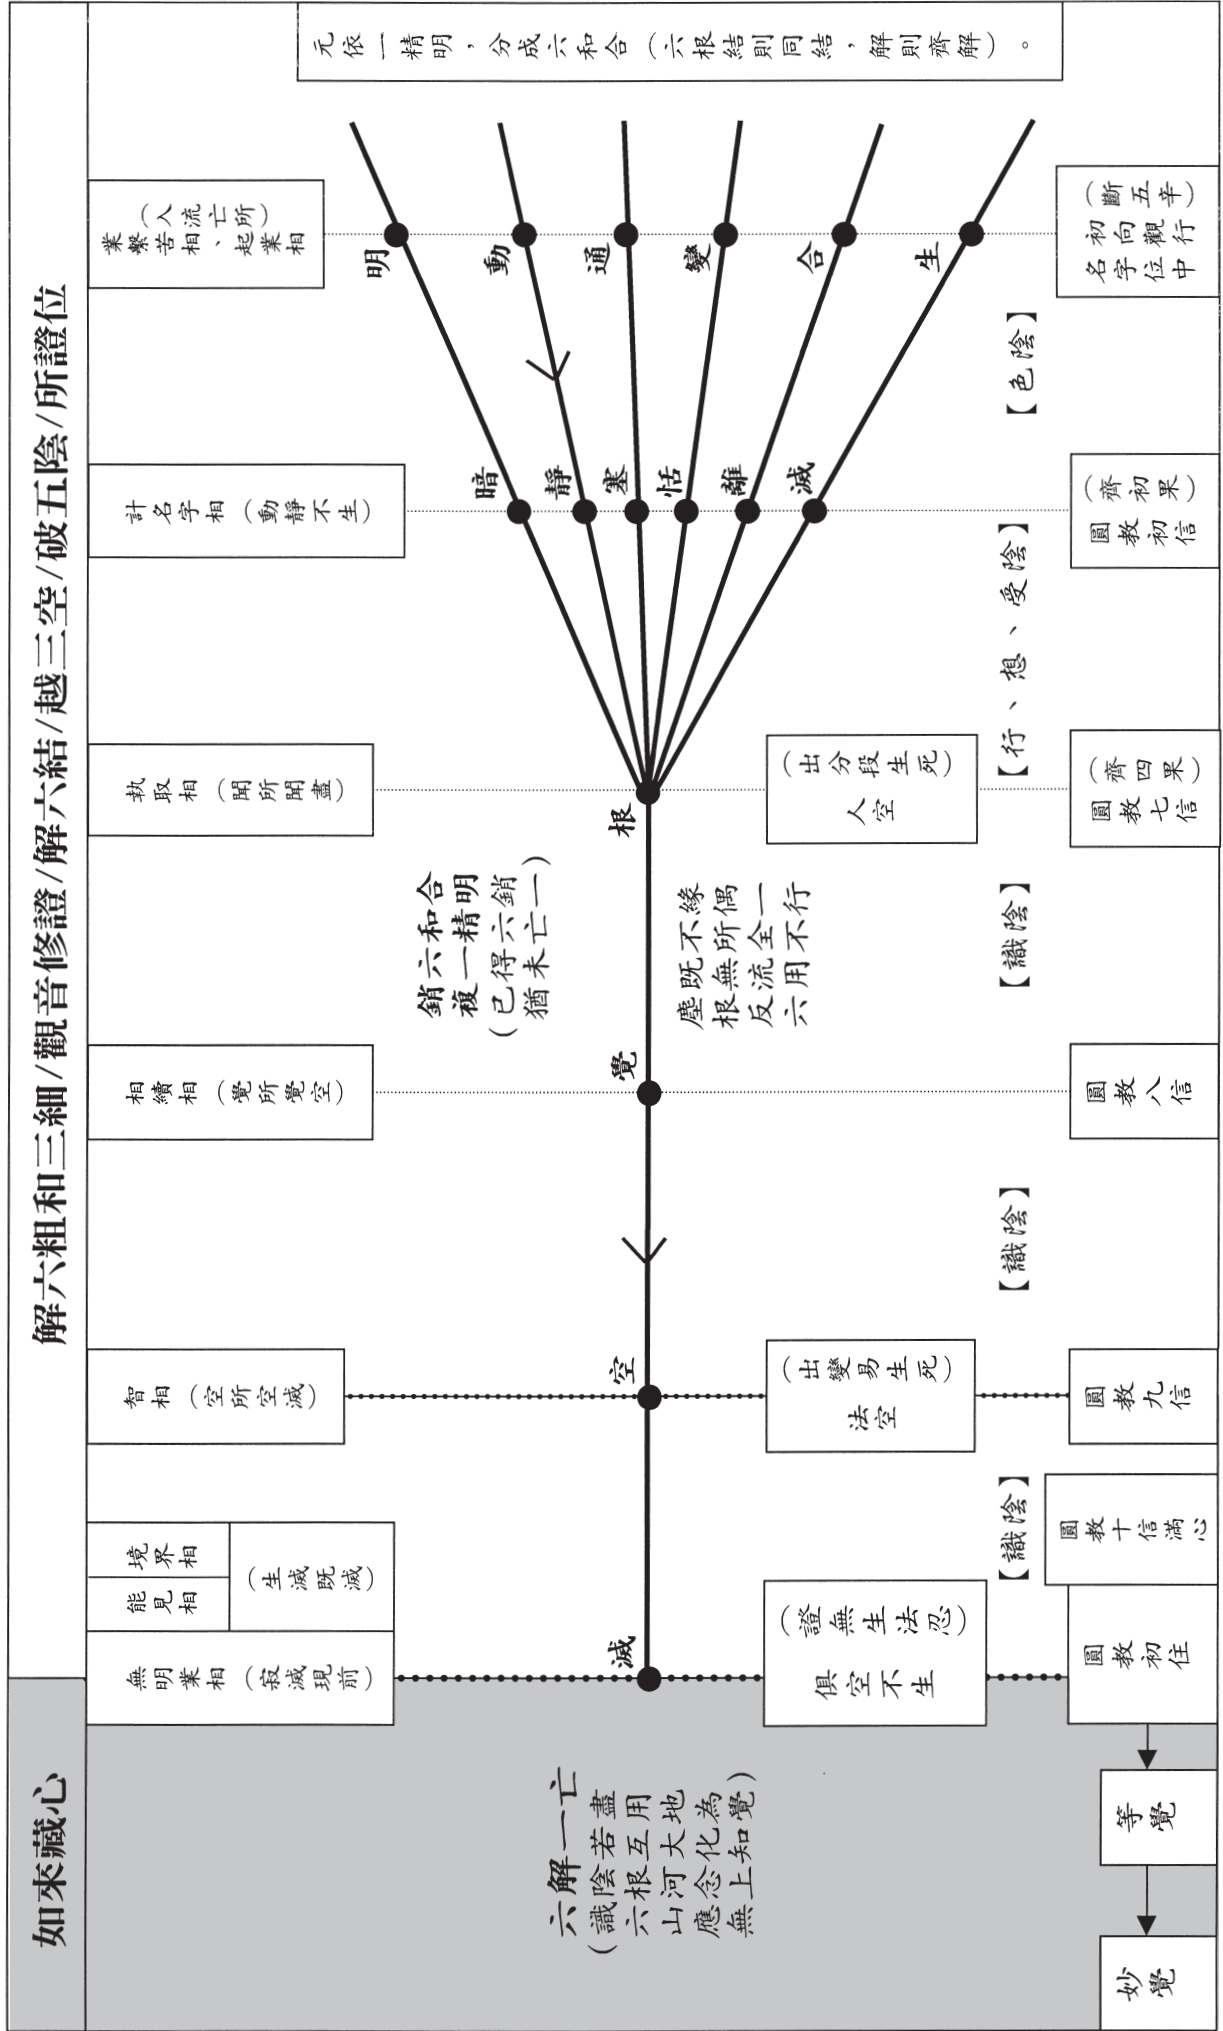 解六粗和三細/觀音修證/解六結/越三空/破五陰/所證位
如來藏心
元依一精明，分成六和合（六根結則同結，解則齊解）。
業繫苦相、起業相
（入流亡所）
計名字相（動靜不生）
執取相（聞所聞盡）
相續相（覺所覺空）
智相（空所空滅）
境界相
能見相
（生滅既滅）
無明業相（寂滅現前）
明
動
通
變
合
生
暗
靜
塞
恬
離
滅
根
覺
空
滅
銷六和合
複一精明
（已得六銷
猶未亡一）
塵既不緣
根無所偶
反流全一
六用不行
六解一亡
（識陰若盡
六根互用
山河大地
應念化為
無上知覺）
（出分段生死）
人空
（出變易生死）
法空
（證無生法忍）
俱空不生
【色陰】
【行、想、受陰】
【識陰】
【識陰】
【識陰】
（斷五辛）
初向觀行
名字位中
（齊初果）
圓教初信
（齊四果）
圓教七信
圓教八信
圓教九信
圓教十信滿心
圓教初住
等覺
妙覺